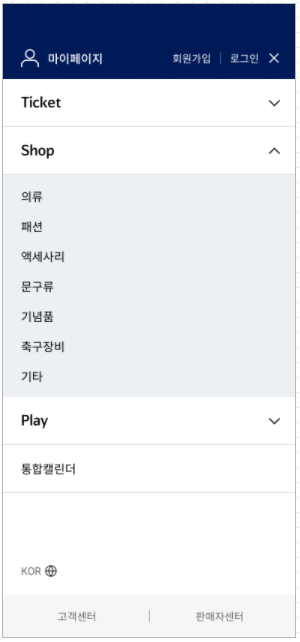 마이페이지 회원가입 로그인
Ticket
Shop
의류
패션
액세사리
문구류
기념품
축구장비
기타
Play
통합캘린더
KOR
고객센터 판매자센터